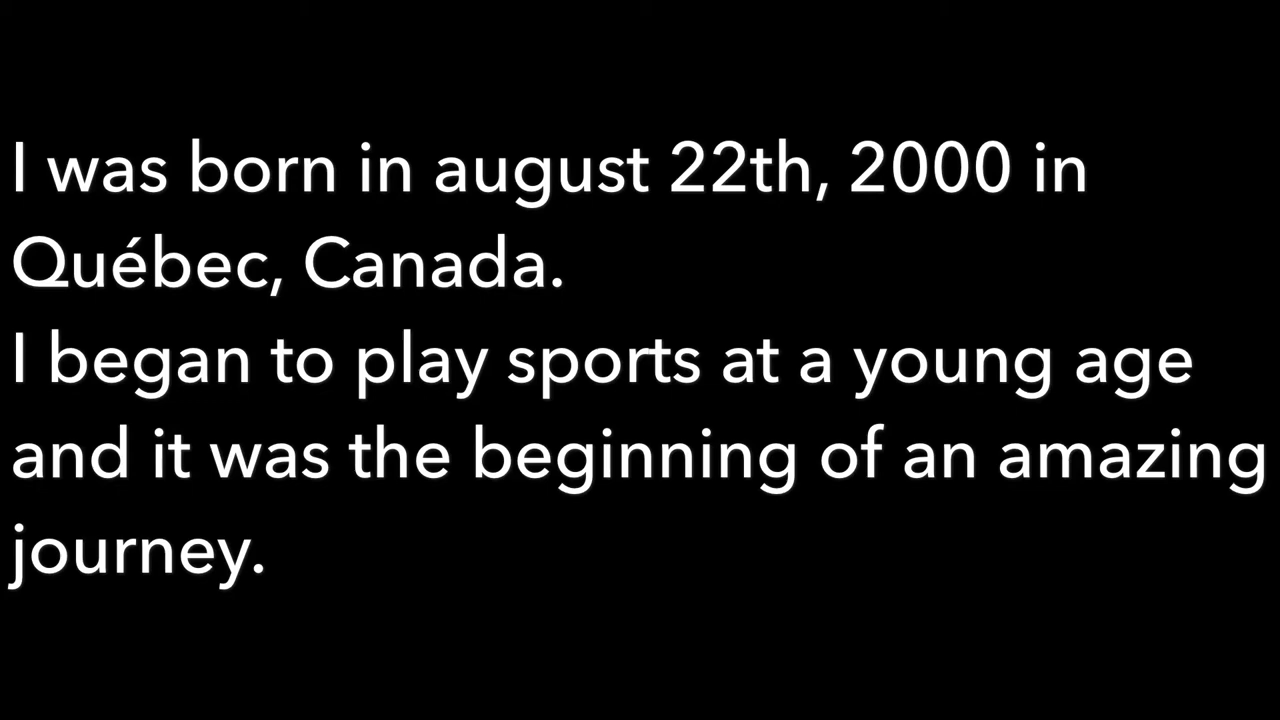 I was born in august 22th, 2000 in
Québec, Canada.
I began to play sports at a young age
and it was the beginning of an amazing
journey.